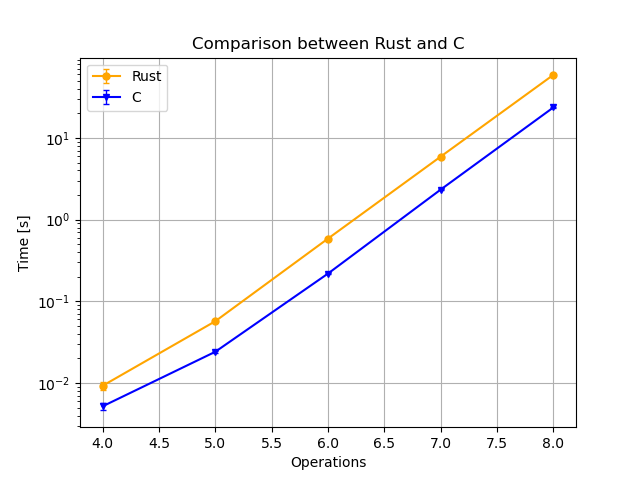 Comparison between Rust and C
Rust
C
Time [s]
10¹
10⁰
10⁻¹
10⁻²
4.0 4.5 5.0 5.5 6.0 6.5 7.0 7.5 8.0
Operations